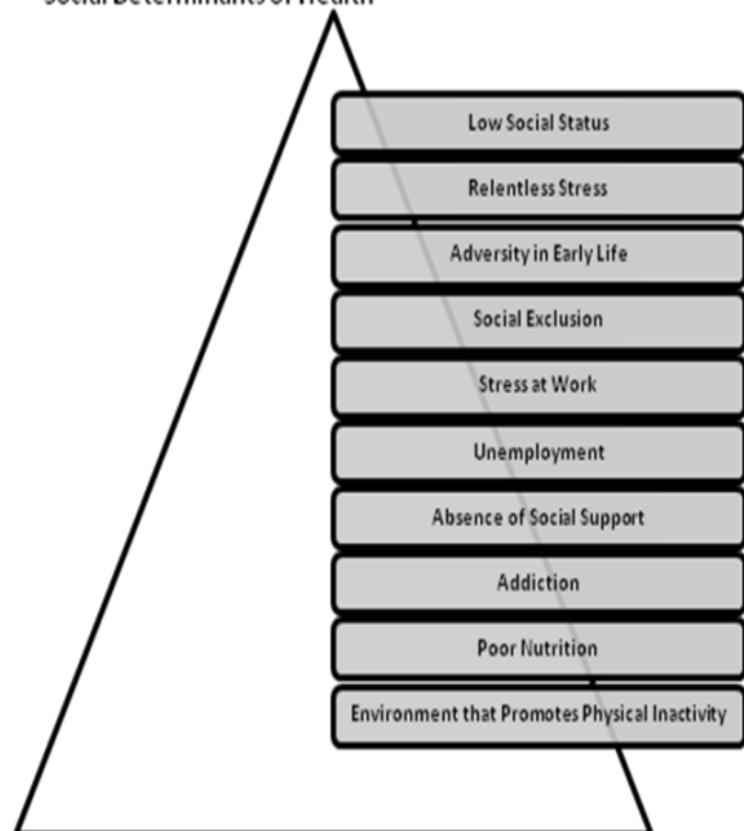 Social Determinants of Health
Low Social Status
Relentless Stress
Adversity in Early Life
Social Exclusion
Stress at Work
Unemployment
Absence of Social Support
Addiction
Poor Nutrition
Environment that Promotes Physical Inactivity